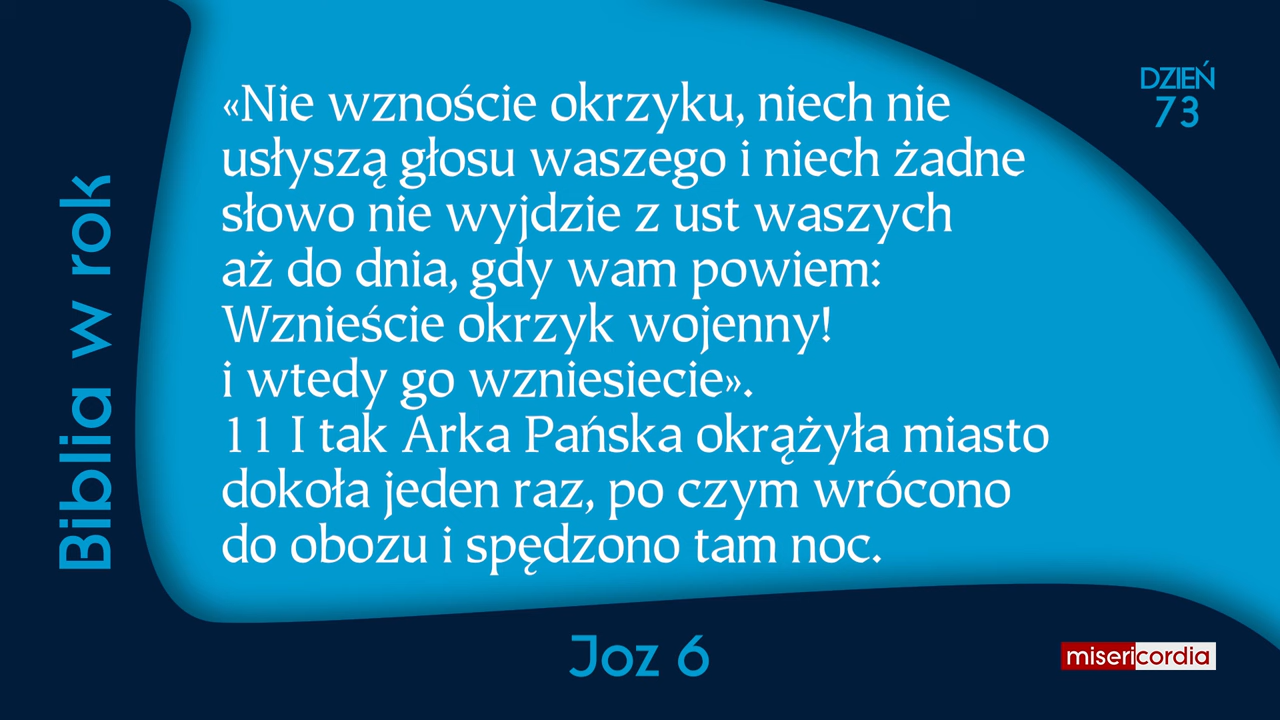 DZIEŃ
73
Biblia w rok
«Nie wznoście okrzyku, niech nie
usłyszą głosu waszego i niech żadne
słowo nie wyjdzie z ust waszych
aż do dnia, gdy wam powiem:
Wznieście okrzyk wojenny!
i wtedy go wzniesiecie».
11 I tak Arka Pańska okrążyła miasto
dokoła jeden raz, po czym wrócono
do obozu i spędzono tam noc.
Joz 6
misericordia